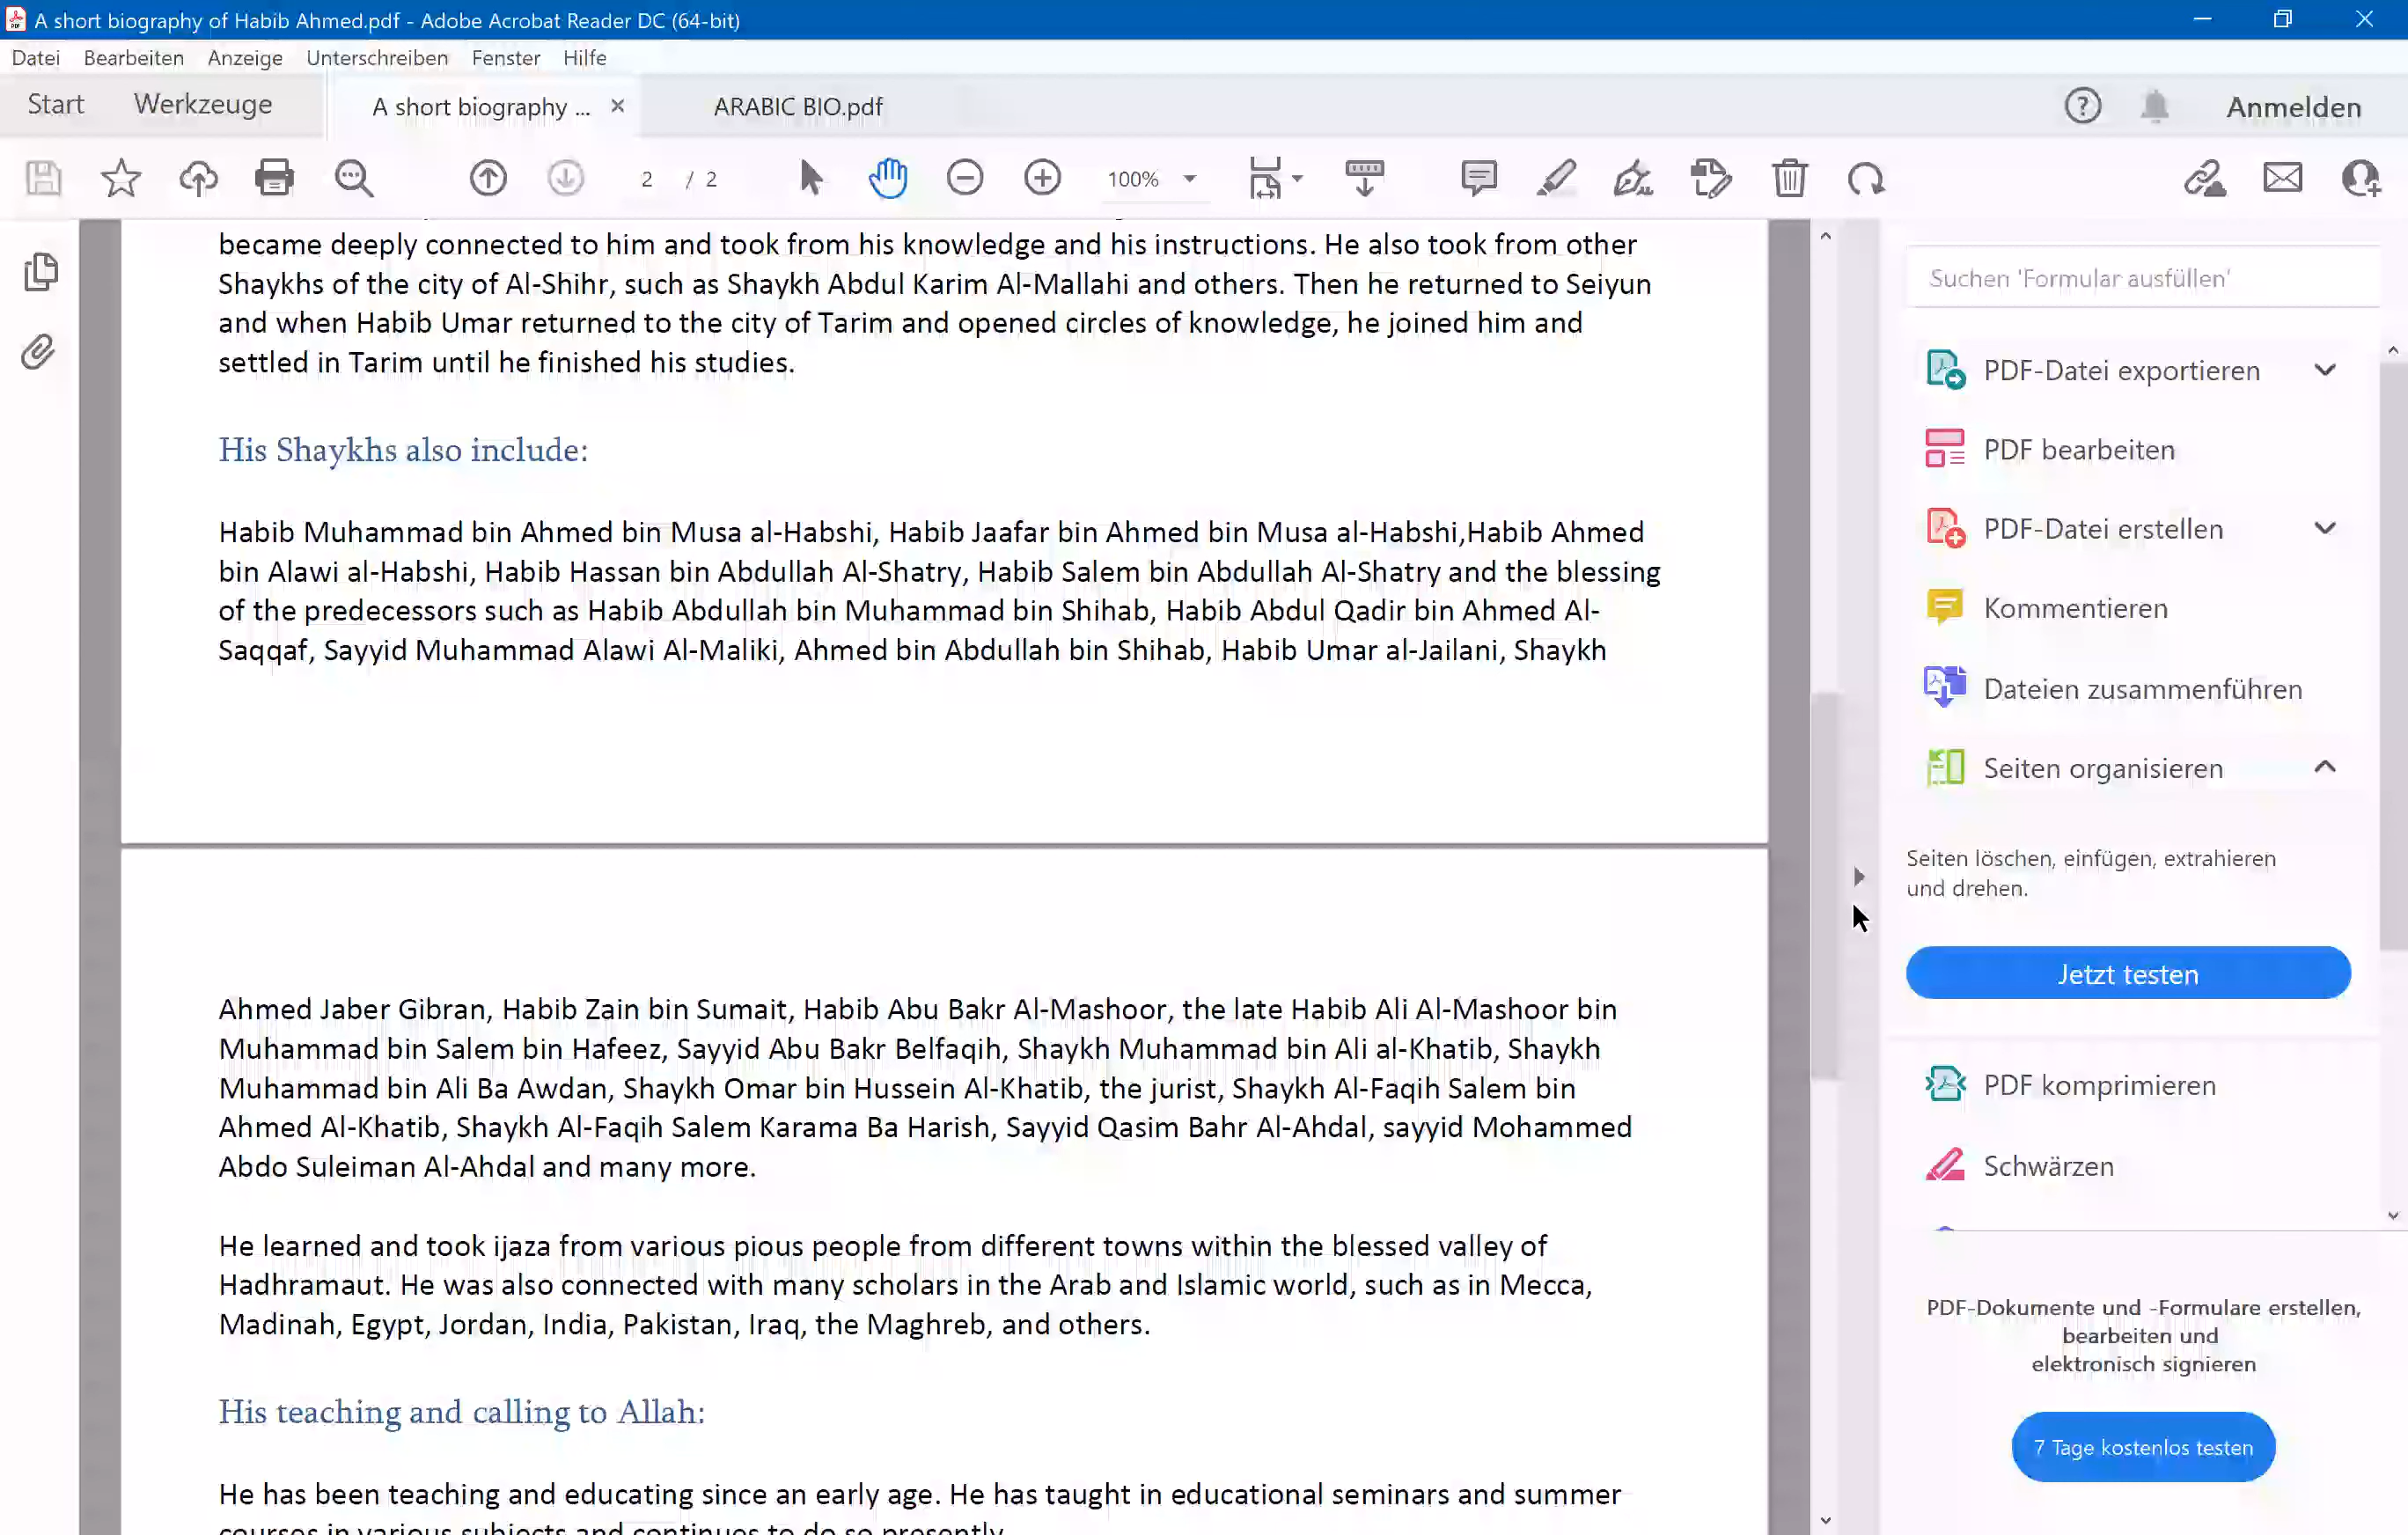 A short biography of Habib Ahmed.pdf - Adobe Acrobat Reader DC (64-bit)
Datei Bearbeiten Anzeige Unterschreiben Fenster Hilfe
Start Werkzeuge A short biography ... × ARABIC BIO.pdf ? Anmelden
2 / 2 100%
became deeply connected to him and took from his knowledge and his instructions. He also took from other
Shaykhs of the city of Al-Shihr, such as Shaykh Abdul Karim Al-Mallahi and others. Then he returned to Seiyun
and when Habib Umar returned to the city of Tarim and opened circles of knowledge, he joined him and
settled in Tarim until he finished his studies.
His Shaykhs also include:
Habib Muhammad bin Ahmed bin Musa al-Habshi, Habib Jaafar bin Ahmed bin Musa al-Habshi,Habib Ahmed
bin Alawi al-Habshi, Habib Hassan bin Abdullah Al-Shatry, Habib Salem bin Abdullah Al-Shatry and the blessing
of the predecessors such as Habib Abdullah bin Muhammad bin Shihab, Habib Abdul Qadir bin Ahmed Al-
Saqqaf, Sayyid Muhammad Alawi Al-Maliki, Ahmed bin Abdullah bin Shihab, Habib Umar al-Jailani, Shaykh
Ahmed Jaber Gibran, Habib Zain bin Sumait, Habib Abu Bakr Al-Mashoor, the late Habib Ali Al-Mashoor bin
Muhammad bin Salem bin Hafeez, Sayyid Abu Bakr Belfaqih, Shaykh Muhammad bin Ali al-Khatib, Shaykh
Muhammad bin Ali Ba Awdan, Shaykh Omar bin Hussein Al-Khatib, the jurist, Shaykh Al-Faqih Salem bin
Ahmed Al-Khatib, Shaykh Al-Faqih Salem Karama Ba Harish, Sayyid Qasim Bahr Al-Ahdal, sayyid Mohammed
Abdo Suleiman Al-Ahdal and many more.
He learned and took ijaza from various pious people from different towns within the blessed valley of
Hadhramaut. He was also connected with many scholars in the Arab and Islamic world, such as in Mecca,
Madinah, Egypt, Jordan, India, Pakistan, Iraq, the Maghreb, and others.
His teaching and calling to Allah:
He has been teaching and educating since an early age. He has taught in educational seminars and summer
courses in various subjects and continues to do so presently.
Suchen 'Formular ausfüllen'
PDF-Datei exportieren
PDF bearbeiten
PDF-Datei erstellen
Kommentieren
Dateien zusammenführen
Seiten organisieren
Seiten löschen, einfügen, extrahieren
und drehen.
Jetzt testen
PDF komprimieren
Schwärzen
PDF-Dokumente und -Formulare erstellen,
bearbeiten und
elektronisch signieren
7 Tage kostenlos testen